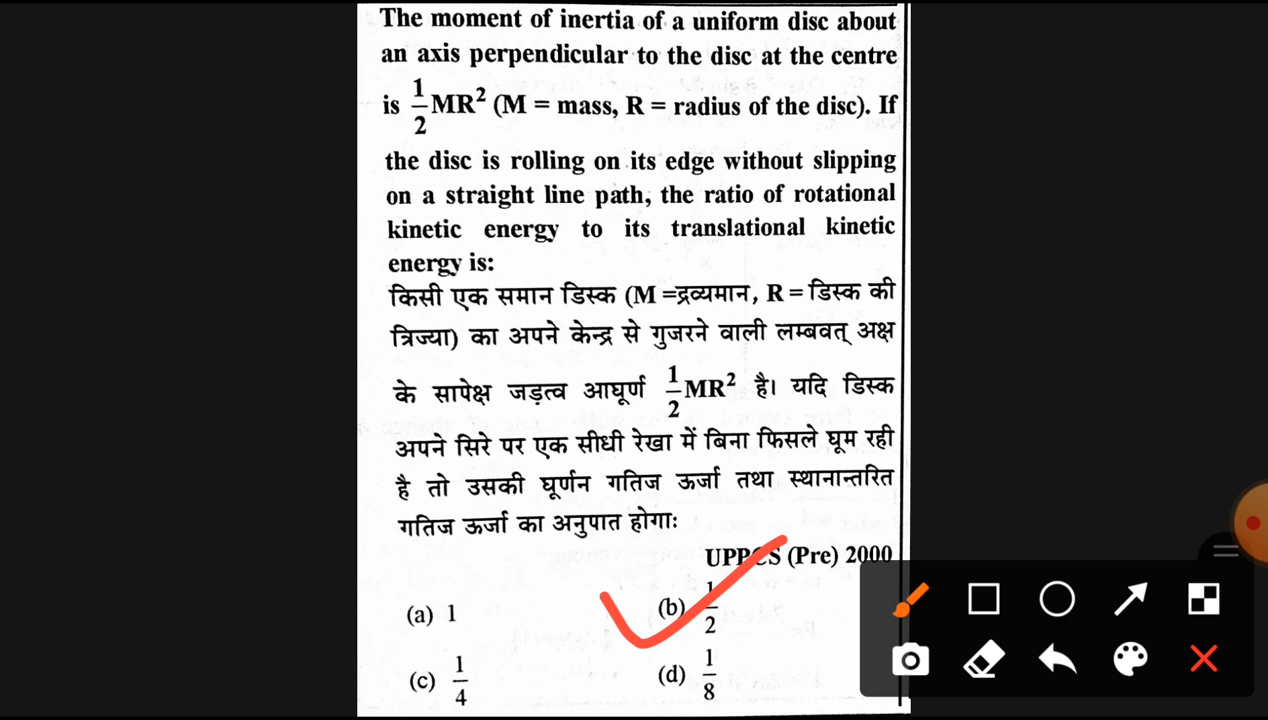 The moment of inertia of a uniform disc about
an axis perpendicular to the disc at the centre
is 1/2 MR² (M = mass, R = radius of the disc). If
the disc is rolling on its edge without slipping
on a straight line path, the ratio of rotational
kinetic energy to its translational kinetic
energy is:
किसी एक समान डिस्क (M =द्रव्यमान, R = डिस्क की
त्रिज्या) का अपने केन्द्र से गुजरने वाली लम्बवत् अक्ष
के सापेक्ष जड़त्व आघूर्ण 1/2 MR² है। यदि डिस्क
अपने सिरे पर एक सीधी रेखा में बिना फिसले घूम रही
है तो उसकी घूर्णन गतिज ऊर्जा तथा स्थानान्तरित
गतिज ऊर्जा का अनुपात होगाः
UPPCS (Pre) 2000
(a) 1 (b) 1/2
(c) 1/4 (d) 1/8